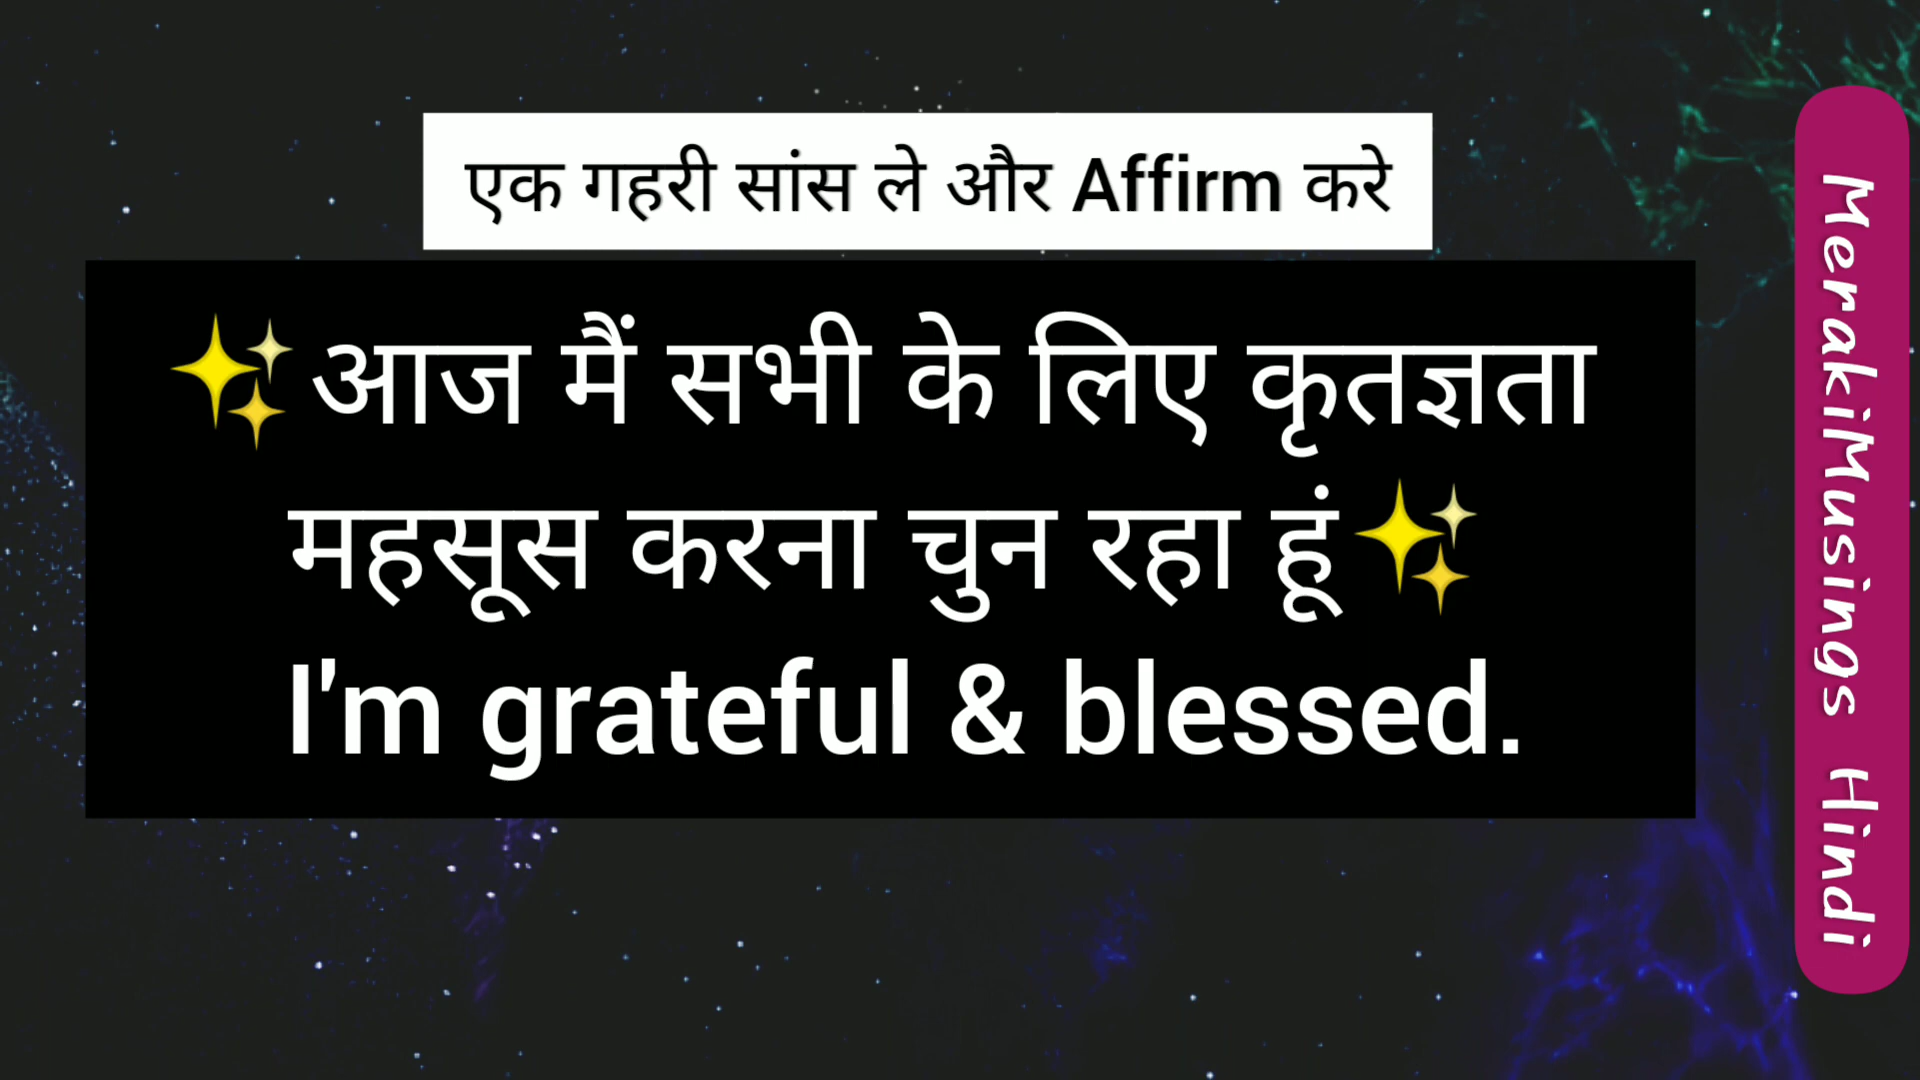 एक गहरी सांस ले और Affirm करे
✨आज मैं सभी के लिए कृतज्ञता
महसूस करना चुन रहा हूं✨
I'm grateful & blessed.
MerakiMusings Hindi